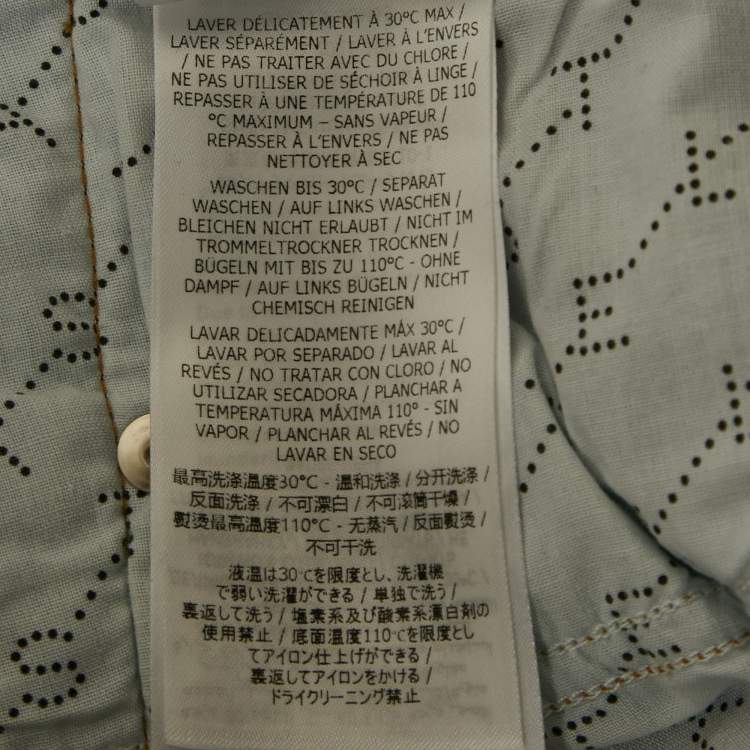 LAVER DÉLICATEMENT À 30°C MAX /
LAVER SÉPARÉMENT / LAVER À L'ENVERS
/ NE PAS TRAITER AVEC DU CHLORE /
NE PAS UTILISER DE SÉCHOIR À LINGE /
REPASSER À UNE TEMPÉRATURE DE 110
°C MAXIMUM – SANS VAPEUR /
REPASSER À L'ENVERS / NE PAS
NETTOYER À SEC
WASCHEN BIS 30°C / SEPARAT
WASCHEN / AUF LINKS WASCHEN /
BLEICHEN NICHT ERLAUBT / NICHT IM
TROMMELTROCKNER TROCKNEN /
BÜGELN MIT BIS ZU 110°C - OHNE
DAMPF / AUF LINKS BÜGELN / NICHT
CHEMISCH REINIGEN
LAVAR DELICADAMENTE MÁX 30°C /
LAVAR POR SEPARADO / LAVAR AL
REVÉS / NO TRATAR CON CLORO / NO
UTILIZAR SECADORA / PLANCHAR A
TEMPERATURA MÁXIMA 110° - SIN
VAPOR / PLANCHAR AL REVÉS / NO
LAVAR EN SECO
最高洗涤温度30°C - 温和洗涤 / 分开洗涤 /
反面洗涤 / 不可漂白 / 不可滚筒干燥 /
熨烫最高温度110°C - 无蒸汽 / 反面熨烫 /
不可干洗
液温は30℃を限度とし、洗濯機
で弱い洗濯ができる / 単独で洗う /
裏返して洗う / 塩素系及び酸素系漂白剤の
使用禁止 / 底面温度110℃を限度とし
てアイロン仕上げができる /
裏返してアイロンをかける /
ドライクリーニング禁止